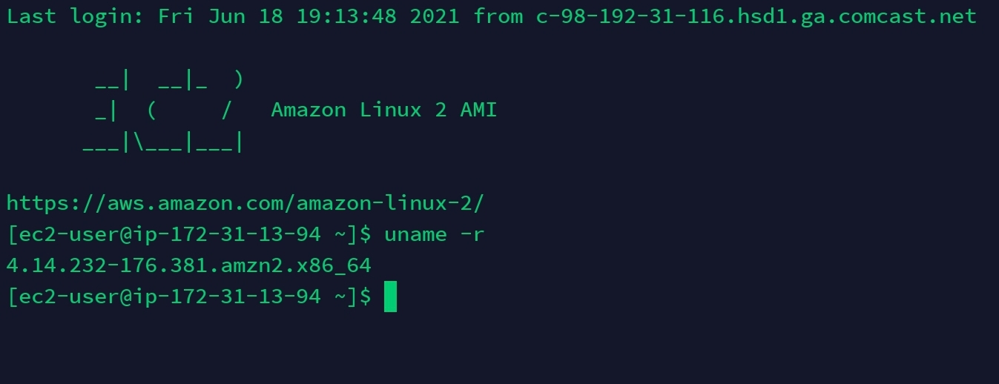 Last login: Fri Jun 18 19:13:48 2021 from c-98-192-31-116.hsd1.ga.comcast.net
       __|  __|_  )
       _|  (     /   Amazon Linux 2 AMI
      ___|\___|___|
https://aws.amazon.com/amazon-linux-2/
[ec2-user@ip-172-31-13-94 ~]$ uname -r
4.14.232-176.381.amzn2.x86_64
[ec2-user@ip-172-31-13-94 ~]$